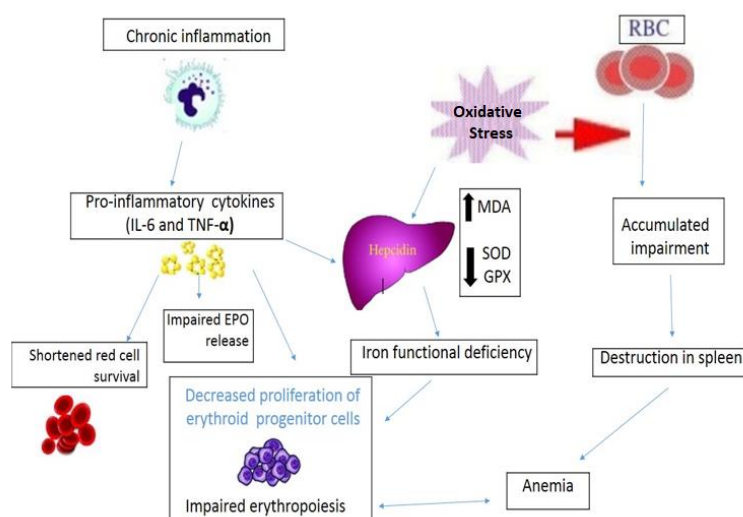 Chronic inflammation
RBC
Oxidative
Stress
Pro-inflammatory cytokines
(IL-6 and TNF-α)
Hepcidin
MDA
SOD
GPX
Accumulated
impairment
Impaired EPO
release
Shortened red cell
survival
Iron functional deficiency
Destruction in spleen
Decreased proliferation of
erythroid progenitor cells
Impaired erythropoiesis
Anemia